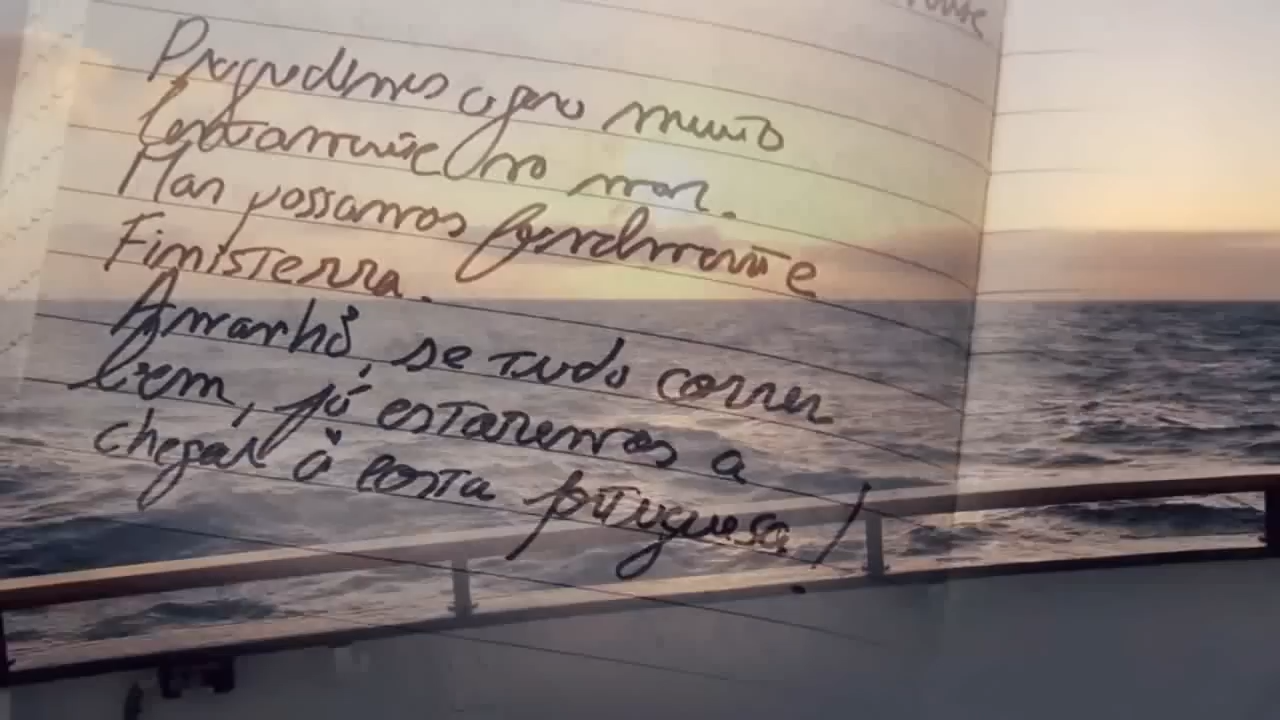 Progredimos agora muito
lentamente no mar.
Mas passamos finalmente
Finisterra.
Amanhã, se tudo correr
bem, já estaremos a
chegar à costa portuguesa!